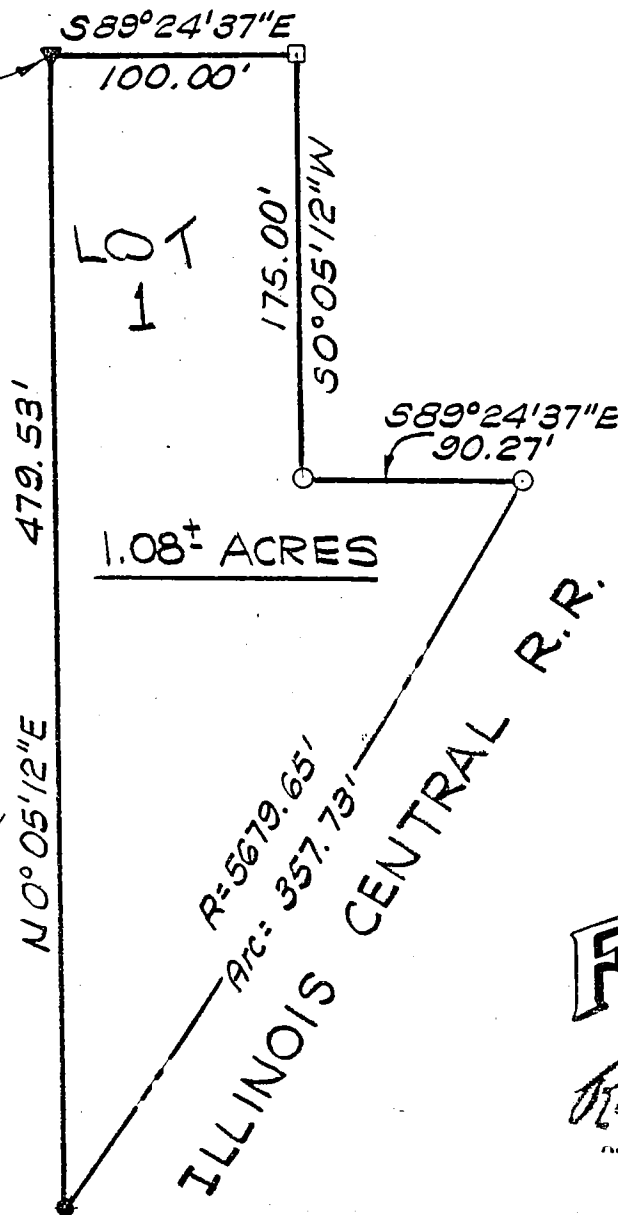 S89°24'37"E
100.00'
LOT
1
175.00'
S0°05'12"W
479.53'
N0°05'12"E
S89°24'37"E
90.27'
1.08± ACRES
R=5679.65'
Arc= 357.73'
ILLINOIS CENTRAL R.R.